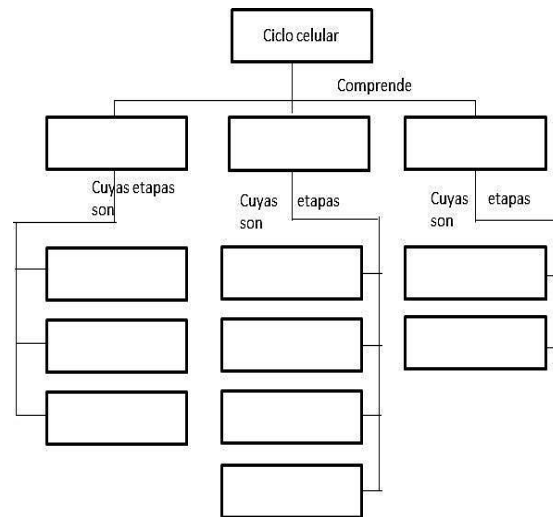 Ciclo celular
Comprende
Cuyas etapas
son
Cuyas etapas
son
Cuyas etapas
son